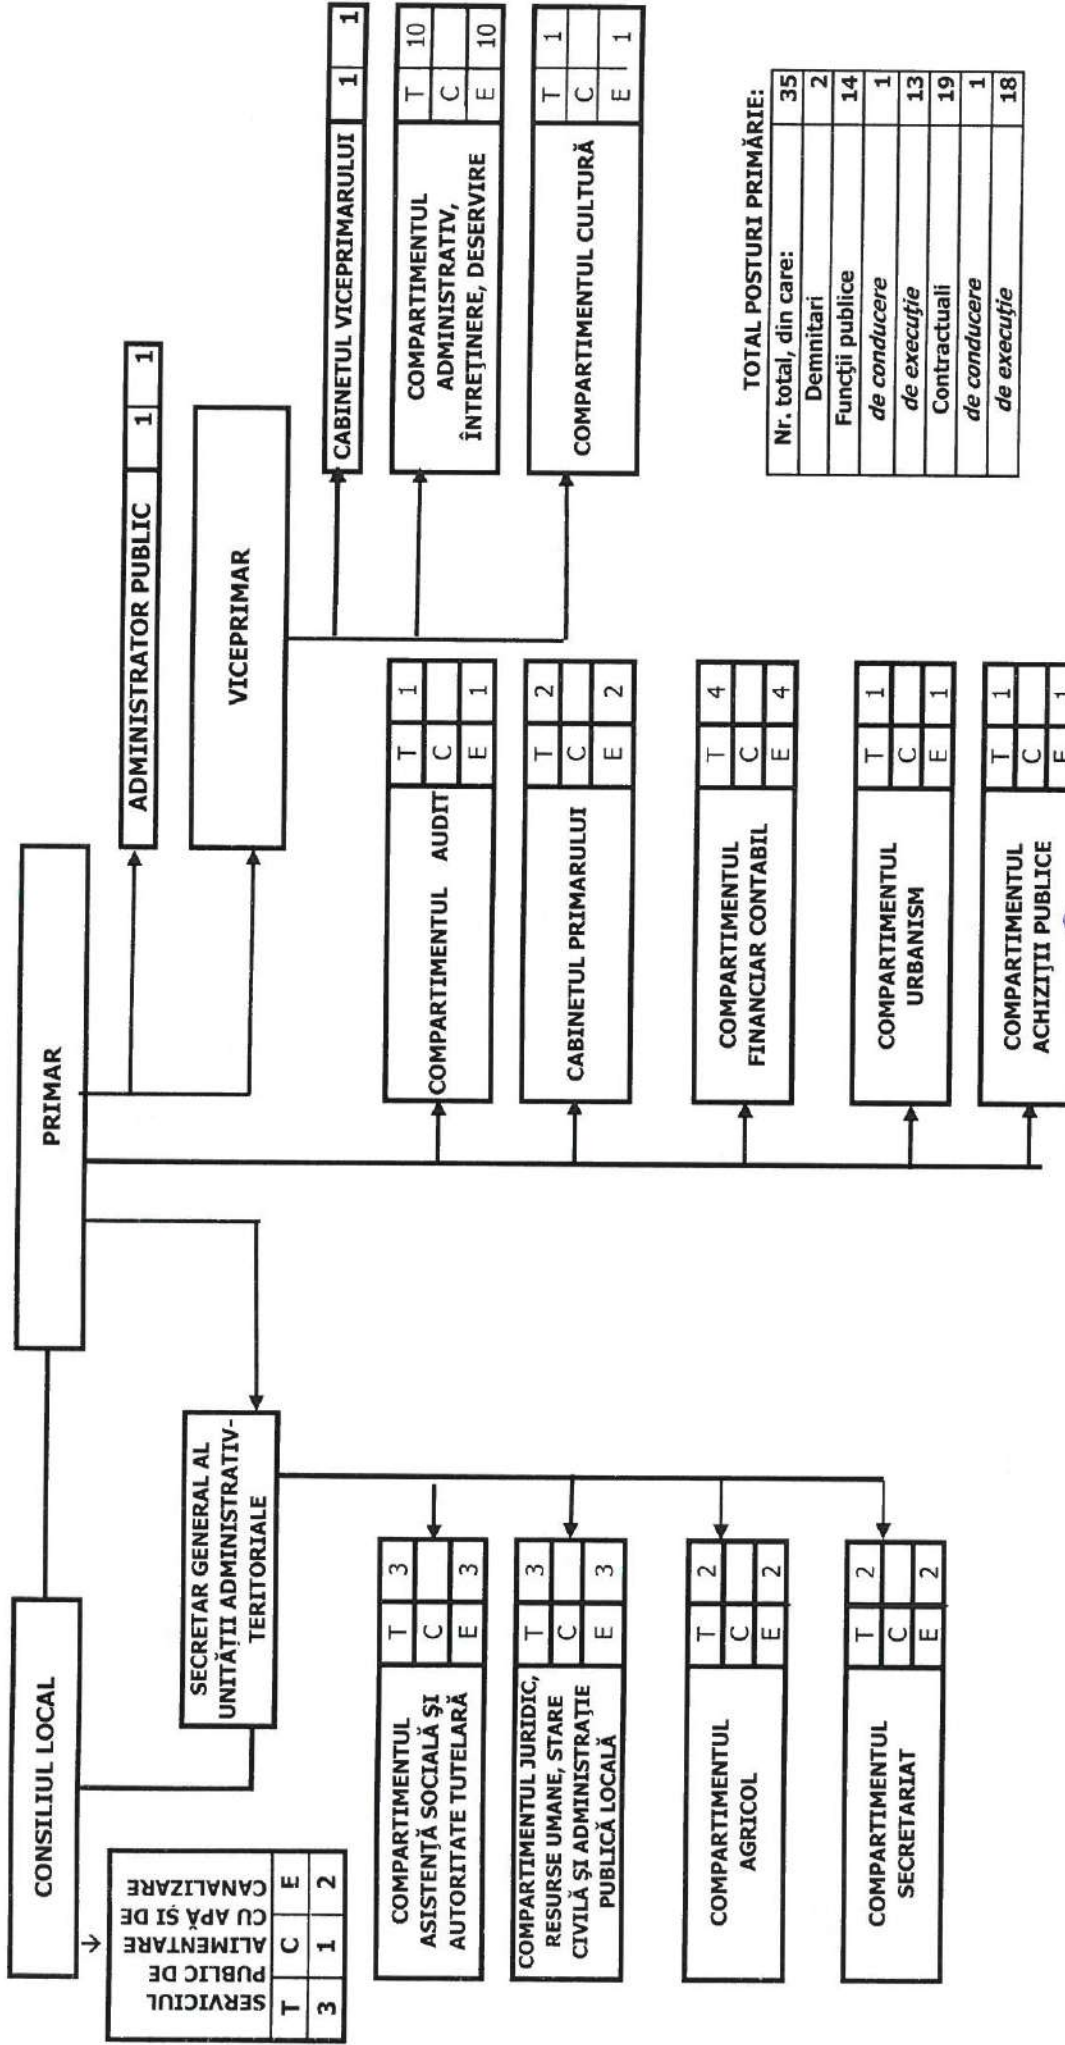 CONSILIUL LOCAL
PRIMAR
SERVICIUL
PUBLIC DE
ALIMENTARE
CU APĂ ȘI DE
CANALIZARE
T C E
3 1 2
SECRETAR GENERAL AL
UNITĂȚII ADMINISTRATIV-
TERITORIALE
ADMINISTRATOR PUBLIC 1 1
VICEPRIMAR
CABINETUL VICEPRIMARULUI 1 1
COMPARTIMENTUL
ASISTENȚĂ SOCIALĂ ȘI
AUTORITATE TUTELARĂ
T 3
C
E 3
COMPARTIMENTUL JURIDIC,
RESURSE UMANE, STARE
CIVILĂ ȘI ADMINISTRAȚIE
PUBLICĂ LOCALĂ
T 3
C
E 3
COMPARTIMENTUL
AGRICOL
T 2
C
E 2
COMPARTIMENTUL
SECRETARIAT
T 2
C
E 2
COMPARTIMENTUL AUDIT
T 1
C
E 1
CABINETUL PRIMARULUI
T 2
C
E 2
COMPARTIMENTUL
FINANCIAR CONTABIL
T 4
C
E 4
COMPARTIMENTUL
URBANISM
T 1
C
E 1
COMPARTIMENTUL
ACHIZIȚII PUBLICE
T 1
C
E 1
COMPARTIMENTUL
ADMINISTRATIV,
ÎNTREȚINERE, DESERVIRE
T 10
C
E 10
COMPARTIMENTUL CULTURĂ
T 1
C
E 1
TOTAL POSTURI PRIMĂRIE:
Nr. total, din care: 35
Demnitari 2
Funcții publice 14
de conducere 1
de execuție 13
Contractuali 19
de conducere 1
de execuție 18